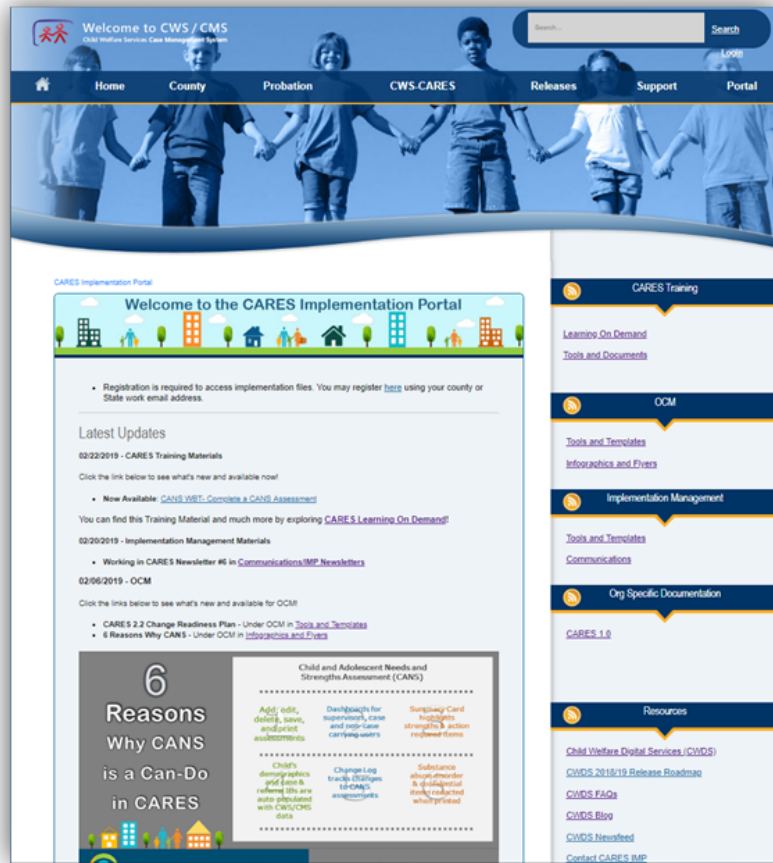 Welcome to CWS / CMS
Child Welfare Services Case Management System
Search...
Search
Login
Home
County
Probation
CWS-CARES
Releases
Support
Portal
CARES Implementation Portal
Welcome to the CARES Implementation Portal
• Registration is required to access implementation files. You may register here using your county or
State work email address.
Latest Updates
02/22/2019 - CARES Training Materials
Click the link below to see what's new and available now!
• Now Available: CANS WBT- Complete a CANS Assessment
You can find this Training Material and much more by exploring CARES Learning On Demand!
02/20/2019 - Implementation Management Materials
• Working in CARES Newsletter #6 in Communications/IMP Newsletters
02/06/2019 - OCM
Click the links below to see what's new and available for OCM!
• CARES 2.2 Change Readiness Plan - Under OCM in Tools and Templates
• 6 Reasons Why CANS - Under OCM in Infographics and Flyers
6
Reasons
Why CANS
is a Can-Do
in CARES
Child and Adolescent Needs and
Strengths Assessment (CANS)
Add, edit,
delete, save,
and print
assessments
Dashboards for
supervisors, case
and non-case
carrying users
Summary Card
highlights
strengths & action
required items
Child's
demographics
and case &
referral IDs are
auto-populated
with CWS/CMS
data
Change Log
tracks changes
to CANS
assessments
Substance
abuse disorder
& confidential
items redacted
when printed
CARES Training
Learning On Demand
Tools and Documents
OCM
Tools and Templates
Infographics and Flyers
Implementation Management
Tools and Templates
Communications
Org Specific Documentation
CARES 1.0
Resources
Child Welfare Digital Services (CWDS)
CWDS 2018/19 Release Roadmap
CWDS FAQs
CWDS Blog
CWDS Newsfeed
Contact CARES IMP